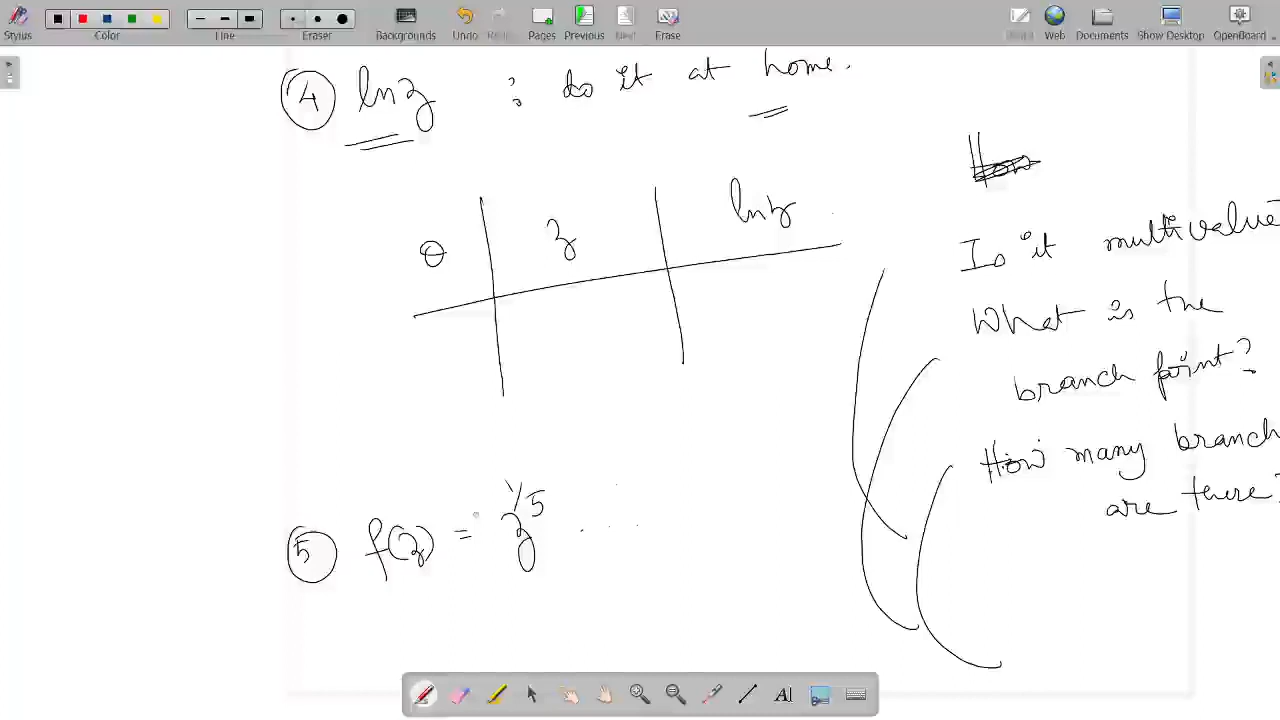 Stylus Color Line Eraser Backgrounds Undo Pages Previous Next Erase Web Documents Show Desktop OpenBoard
④ ln z : do it at home.
θ z ln z
Is it multivalue
What is the
branch point?
How many branch
are there?
⑤ f(z) = z^{1/5} ....